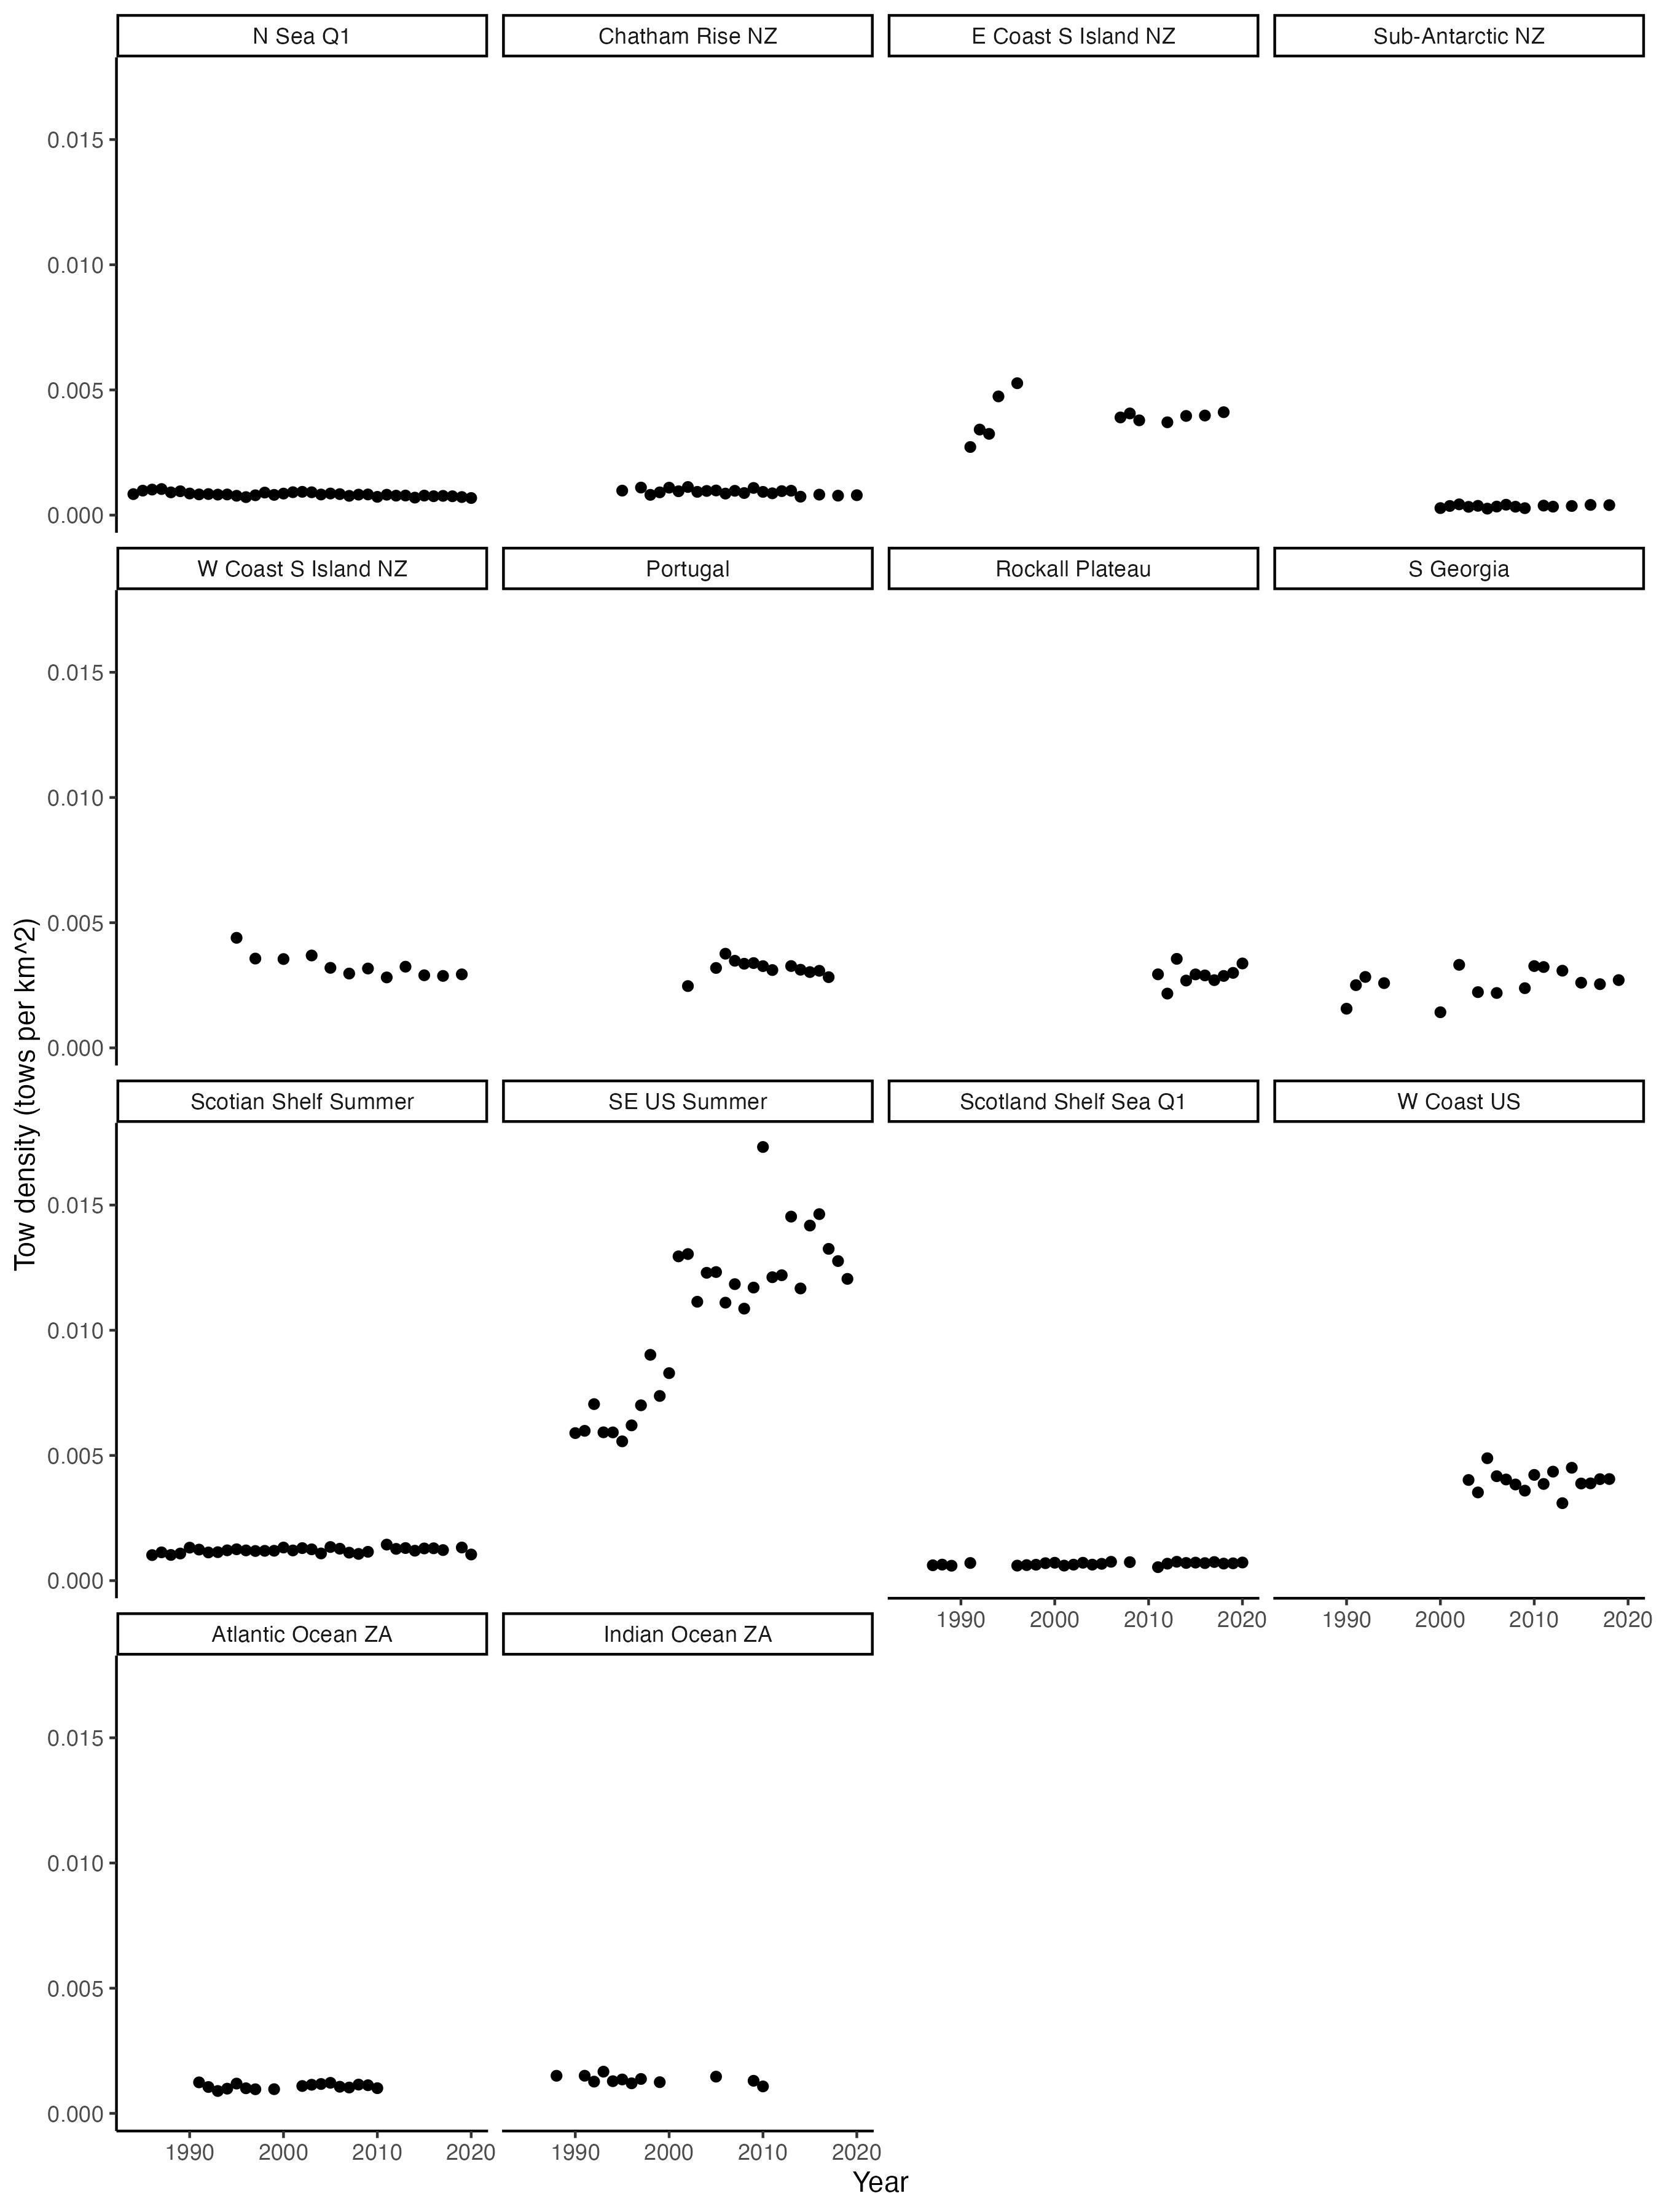 N Sea Q1 Chatham Rise NZ E Coast S Island NZ Sub-Antarctic NZ
0.015
0.010
0.005
0.000
W Coast S Island NZ Portugal Rockall Plateau S Georgia
0.015
0.010
0.005
0.000
Tow density (tows per km^2)
Scotian Shelf Summer SE US Summer Scotland Shelf Sea Q1 W Coast US
0.015
0.010
0.005
0.000
1990 2000 2010 2020 1990 2000 2010 2020
Atlantic Ocean ZA Indian Ocean ZA
0.015
0.010
0.005
0.000
1990 2000 2010 2020 1990 2000 2010 2020
Year